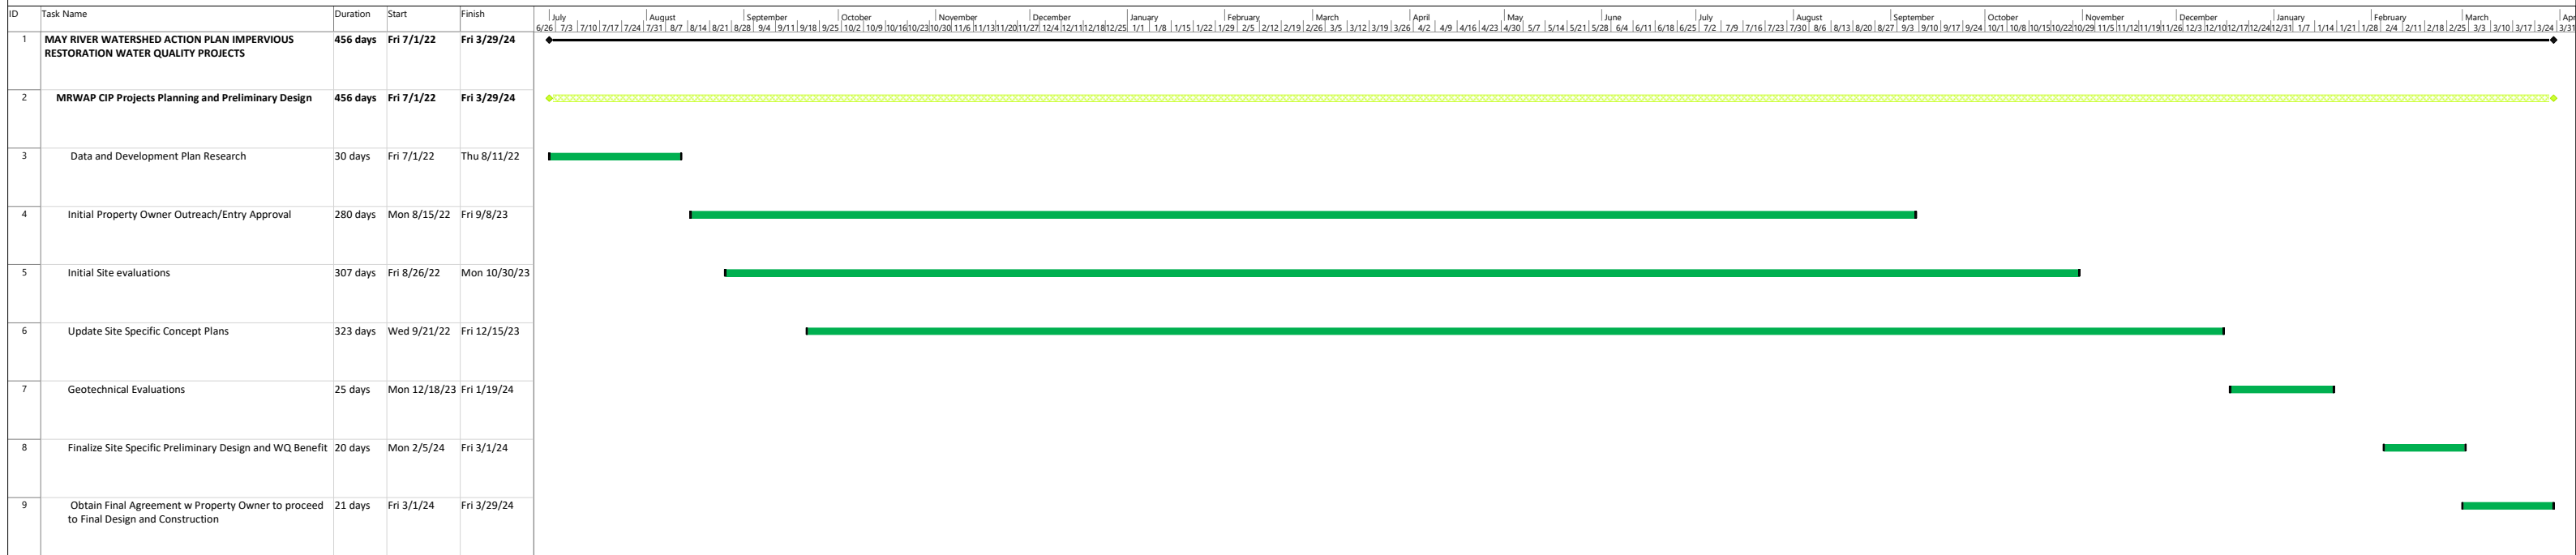 ID Task Name Duration Start Finish
July August September October November December January February March April May June July August September October November December January February March Apr
6/26 7/3 7/10 7/17 7/24 7/31 8/7 8/14 8/21 8/28 9/4 9/11 9/18 9/25 10/2 10/9 10/16 10/23 10/30 11/6 11/13 11/20 11/27 12/4 12/11 12/18 12/25 1/1 1/8 1/15 1/22 1/29 2/5 2/12 2/19 2/26 3/5 3/12 3/19 3/26 4/2 4/9 4/16 4/23 4/30 5/7 5/14 5/21 5/28 6/4 6/11 6/18 6/25 7/2 7/9 7/16 7/23 7/30 8/6 8/13 8/20 8/27 9/3 9/10 9/17 9/24 10/1 10/8 10/15 10/22 10/29 11/5 11/12 11/19 11/26 12/3 12/10 12/17 12/24 12/31 1/7 1/14 1/21 1/28 2/4 2/11 2/18 2/25 3/3 3/10 3/17 3/24 3/31
1 MAY RIVER WATERSHED ACTION PLAN IMPERVIOUS 456 days Fri 7/1/22 Fri 3/29/24
RESTORATION WATER QUALITY PROJECTS
2 MRWAP CIP Projects Planning and Preliminary Design 456 days Fri 7/1/22 Fri 3/29/24
3 Data and Development Plan Research 30 days Fri 7/1/22 Thu 8/11/22
4 Initial Property Owner Outreach/Entry Approval 280 days Mon 8/15/22 Fri 9/8/23
5 Initial Site evaluations 307 days Fri 8/26/22 Mon 10/30/23
6 Update Site Specific Concept Plans 323 days Wed 9/21/22 Fri 12/15/23
7 Geotechnical Evaluations 25 days Mon 12/18/23 Fri 1/19/24
8 Finalize Site Specific Preliminary Design and WQ Benefit 20 days Mon 2/5/24 Fri 3/1/24
9 Obtain Final Agreement w Property Owner to proceed 21 days Fri 3/1/24 Fri 3/29/24
to Final Design and Construction